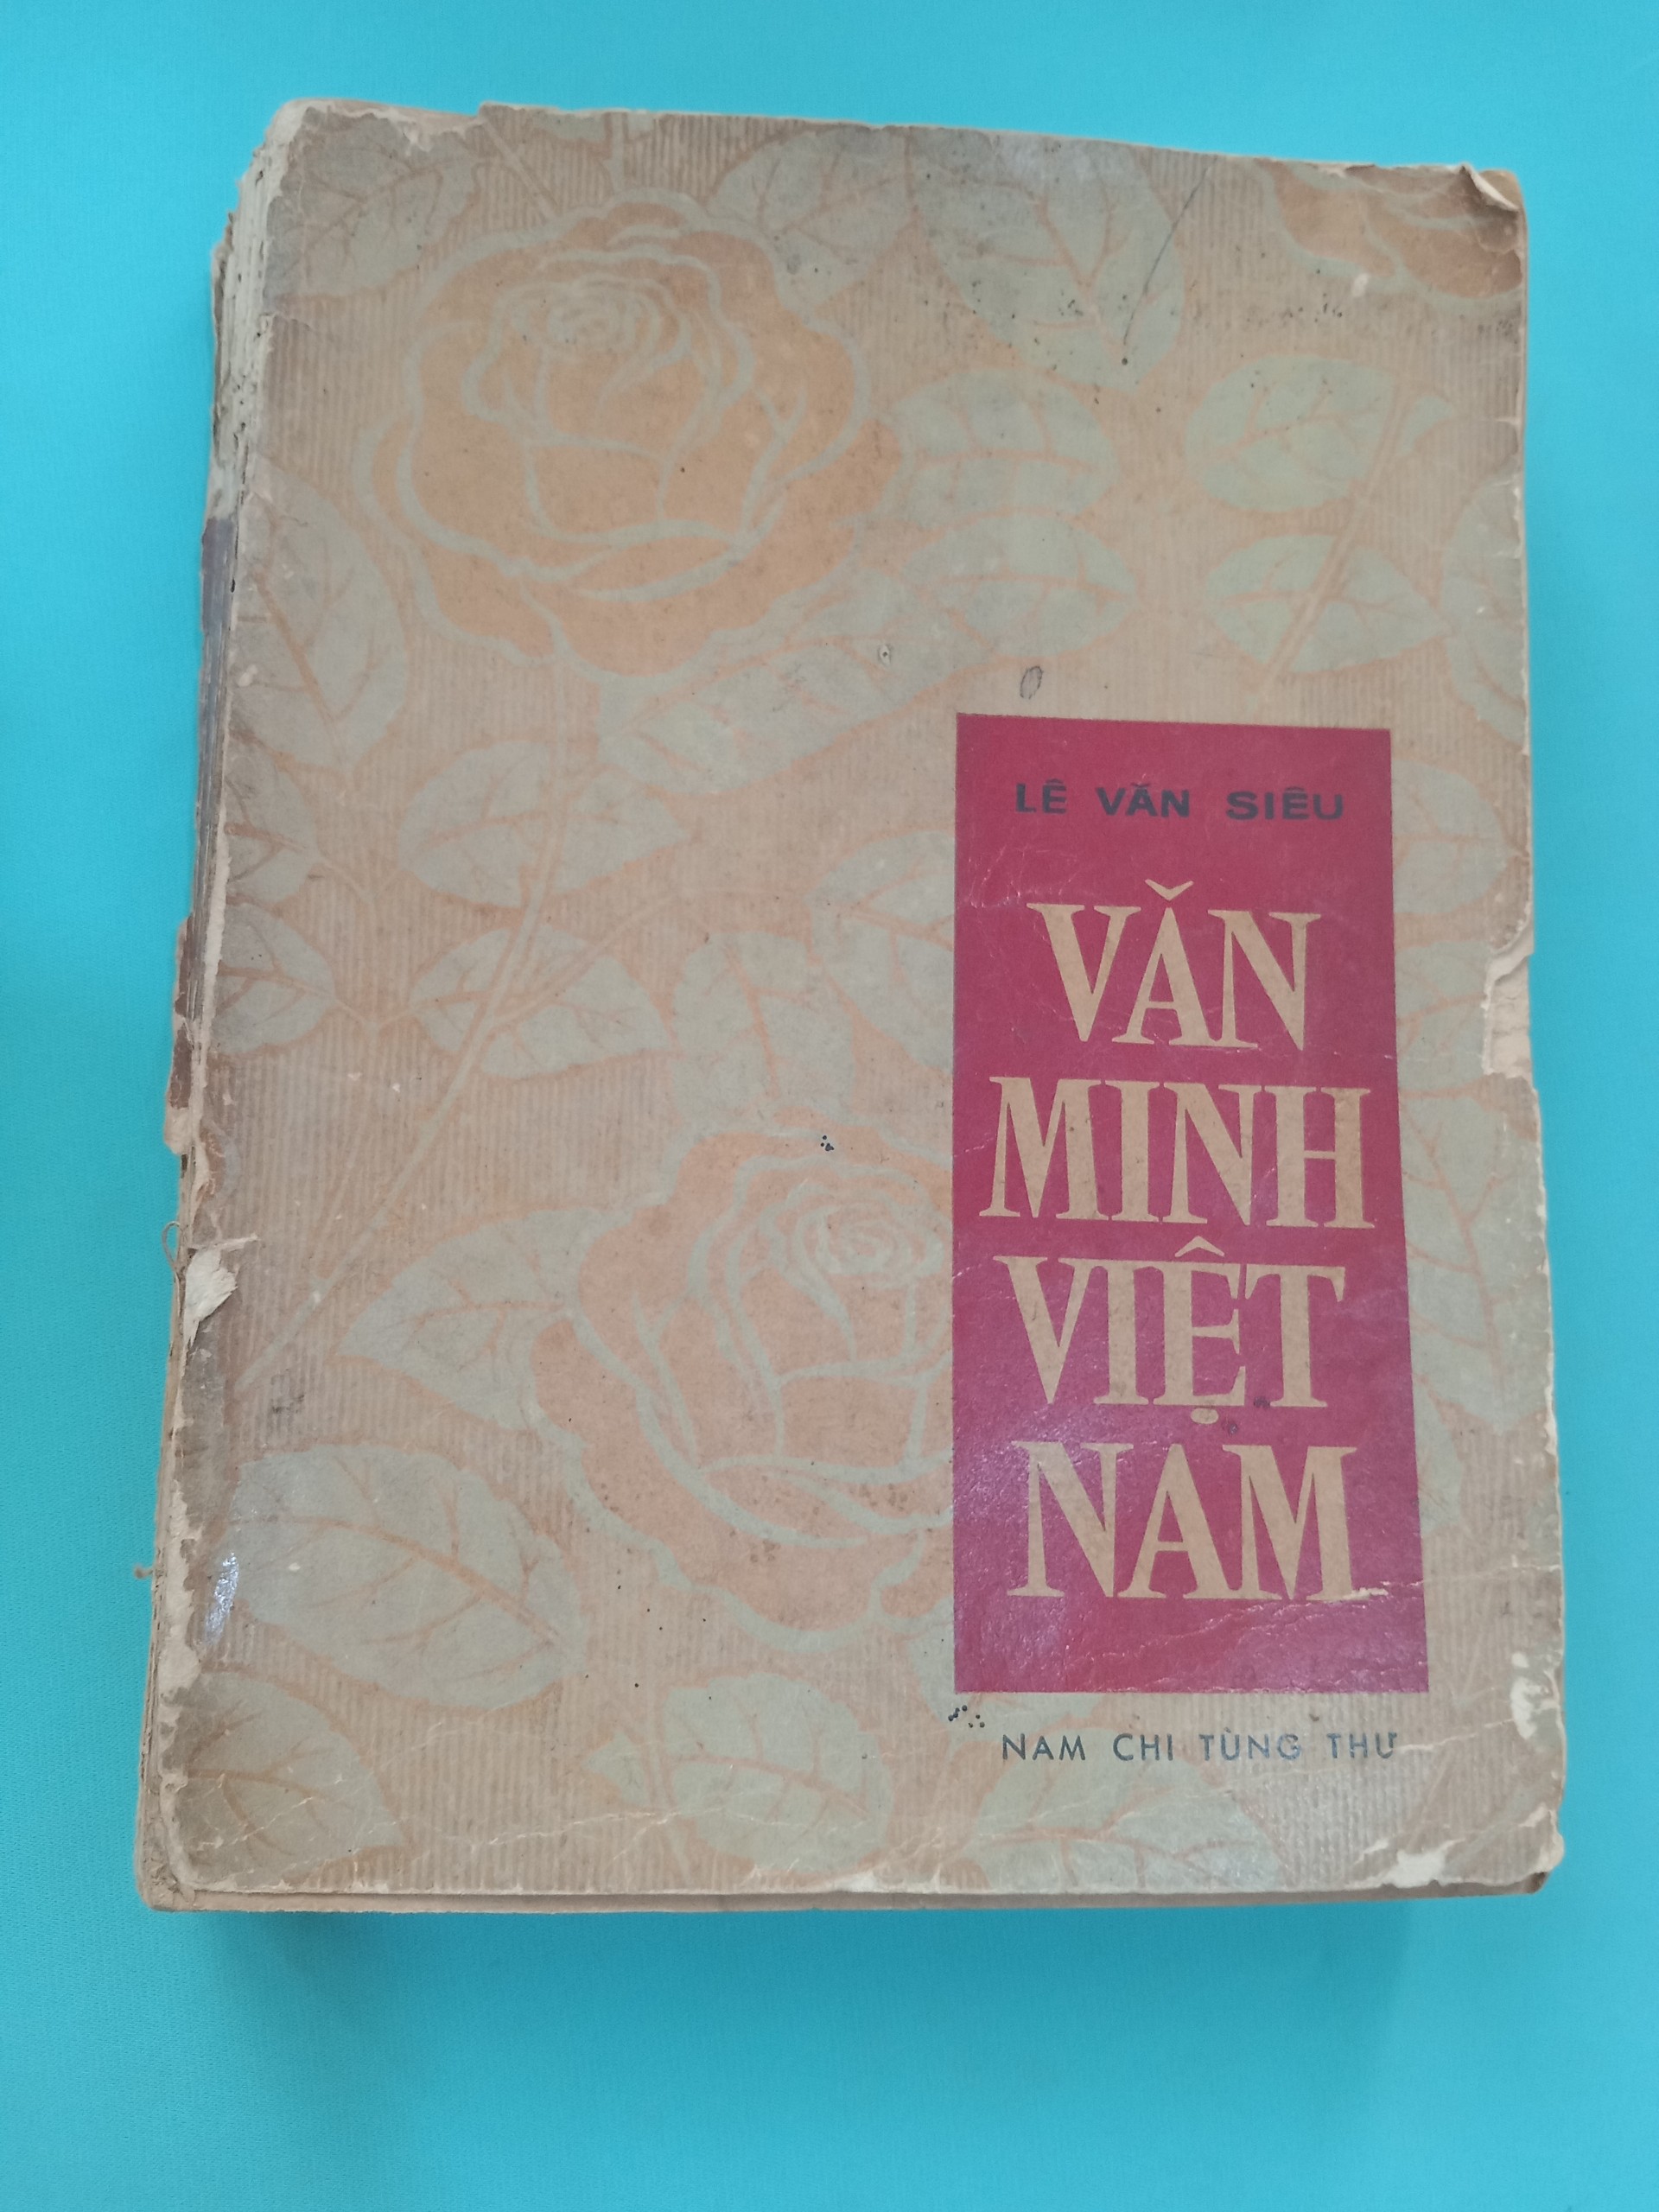 LÊ VĂN SIÊU
VĂN
MINH
VIỆT
NAM
NAM CHI TÙNG THƯ